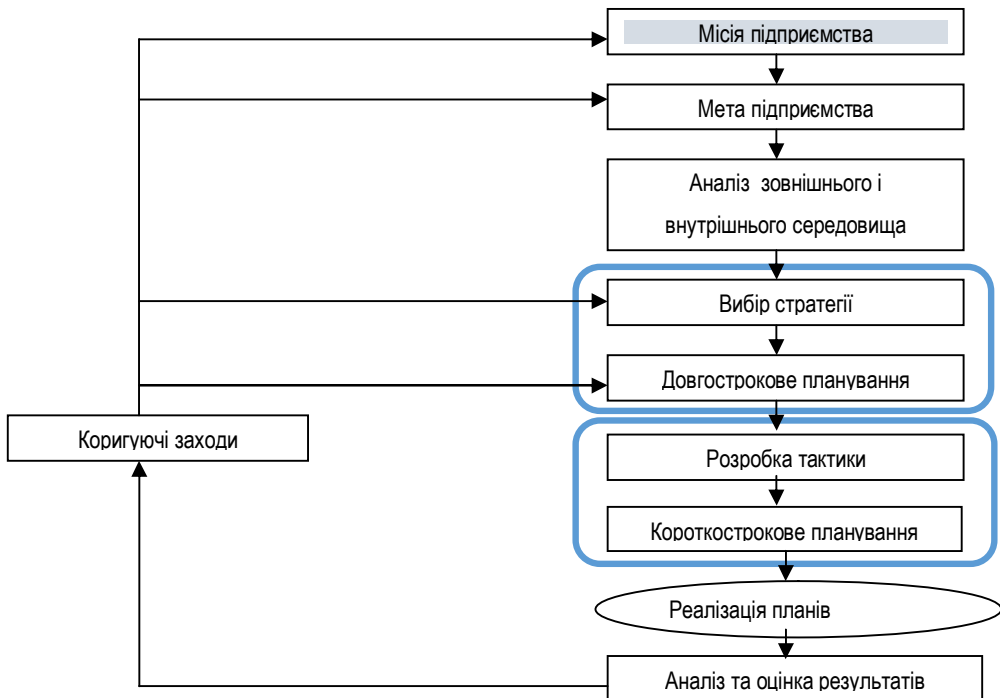 Місія підприємства
Мета підприємства
Аналіз зовнішнього і
внутрішнього середовища
Вибір стратегії
Довгострокове планування
Коригуючі заходи
Розробка тактики
Короткострокове планування
Реалізація планів
Аналіз та оцінка результатів